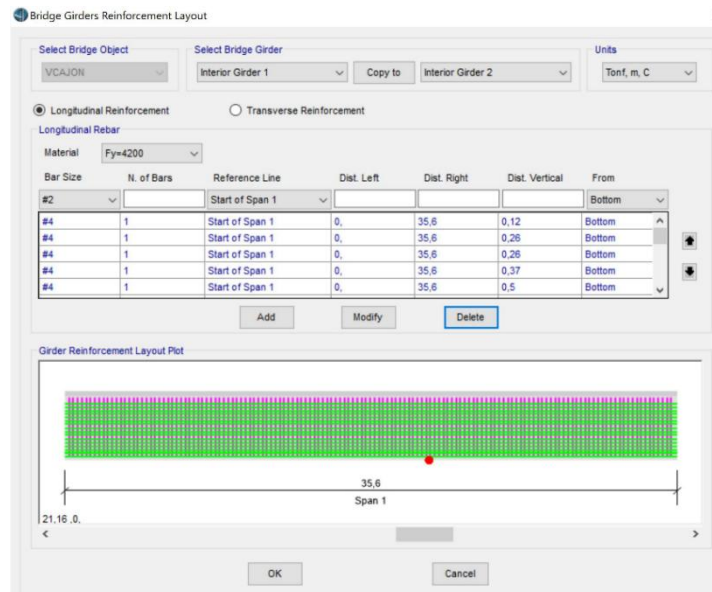 Bridge Girders Reinforcement Layout
Select Bridge Object Select Bridge Girder Units
VCAJON Interior Girder 1 Copy to Interior Girder 2 Tonf, m, C
Longitudinal Reinforcement Transverse Reinforcement
Longitudinal Rebar
Material Fy=4200
Bar Size N. of Bars Reference Line Dist. Left Dist. Right Dist. Vertical From
#2 Start of Span 1 Bottom
#4 1 Start of Span 1 0, 35,6 0,12 Bottom
#4 1 Start of Span 1 0, 35,6 0,26 Bottom
#4 1 Start of Span 1 0, 35,6 0,26 Bottom
#4 1 Start of Span 1 0, 35,6 0,37 Bottom
#4 1 Start of Span 1 0, 35,6 0,5 Bottom
Add Modify Delete
Girder Reinforcement Layout Plot
35,6
Span 1
21,16 ,0,
OK Cancel